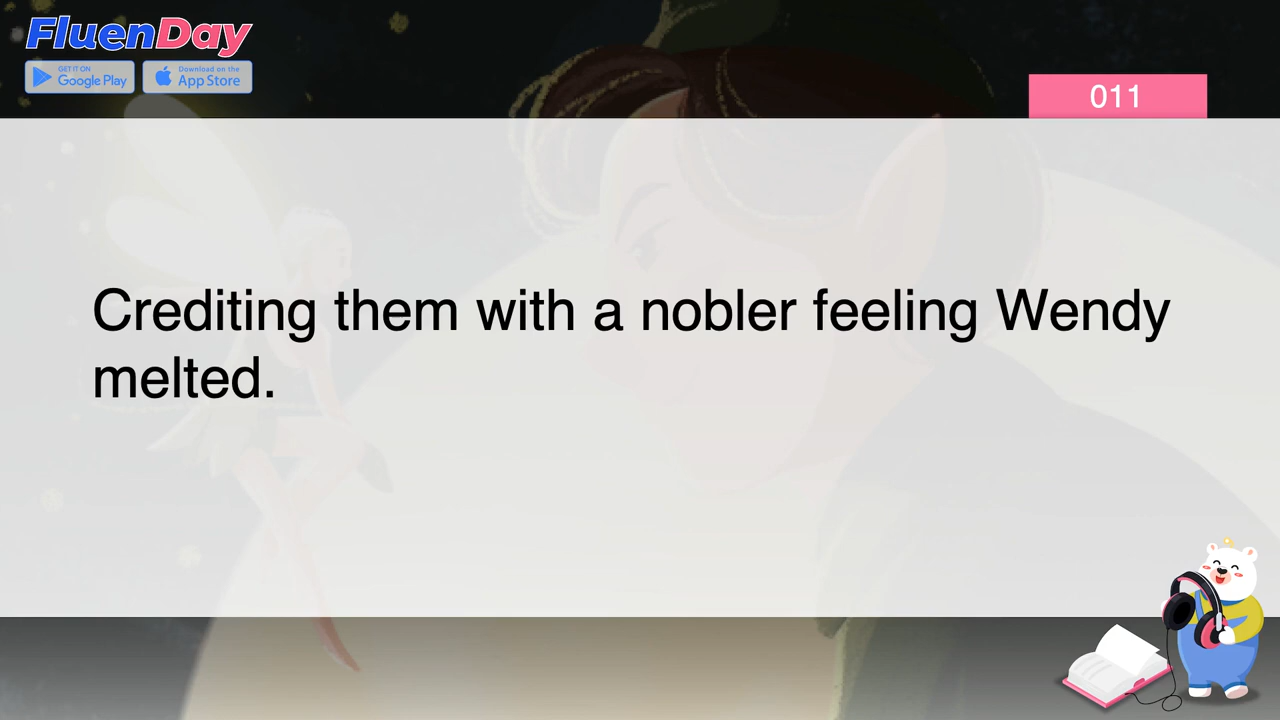 FluenDay
GET IT ON
Google Play
Download on the
App Store
011
Crediting them with a nobler feeling Wendy
melted.